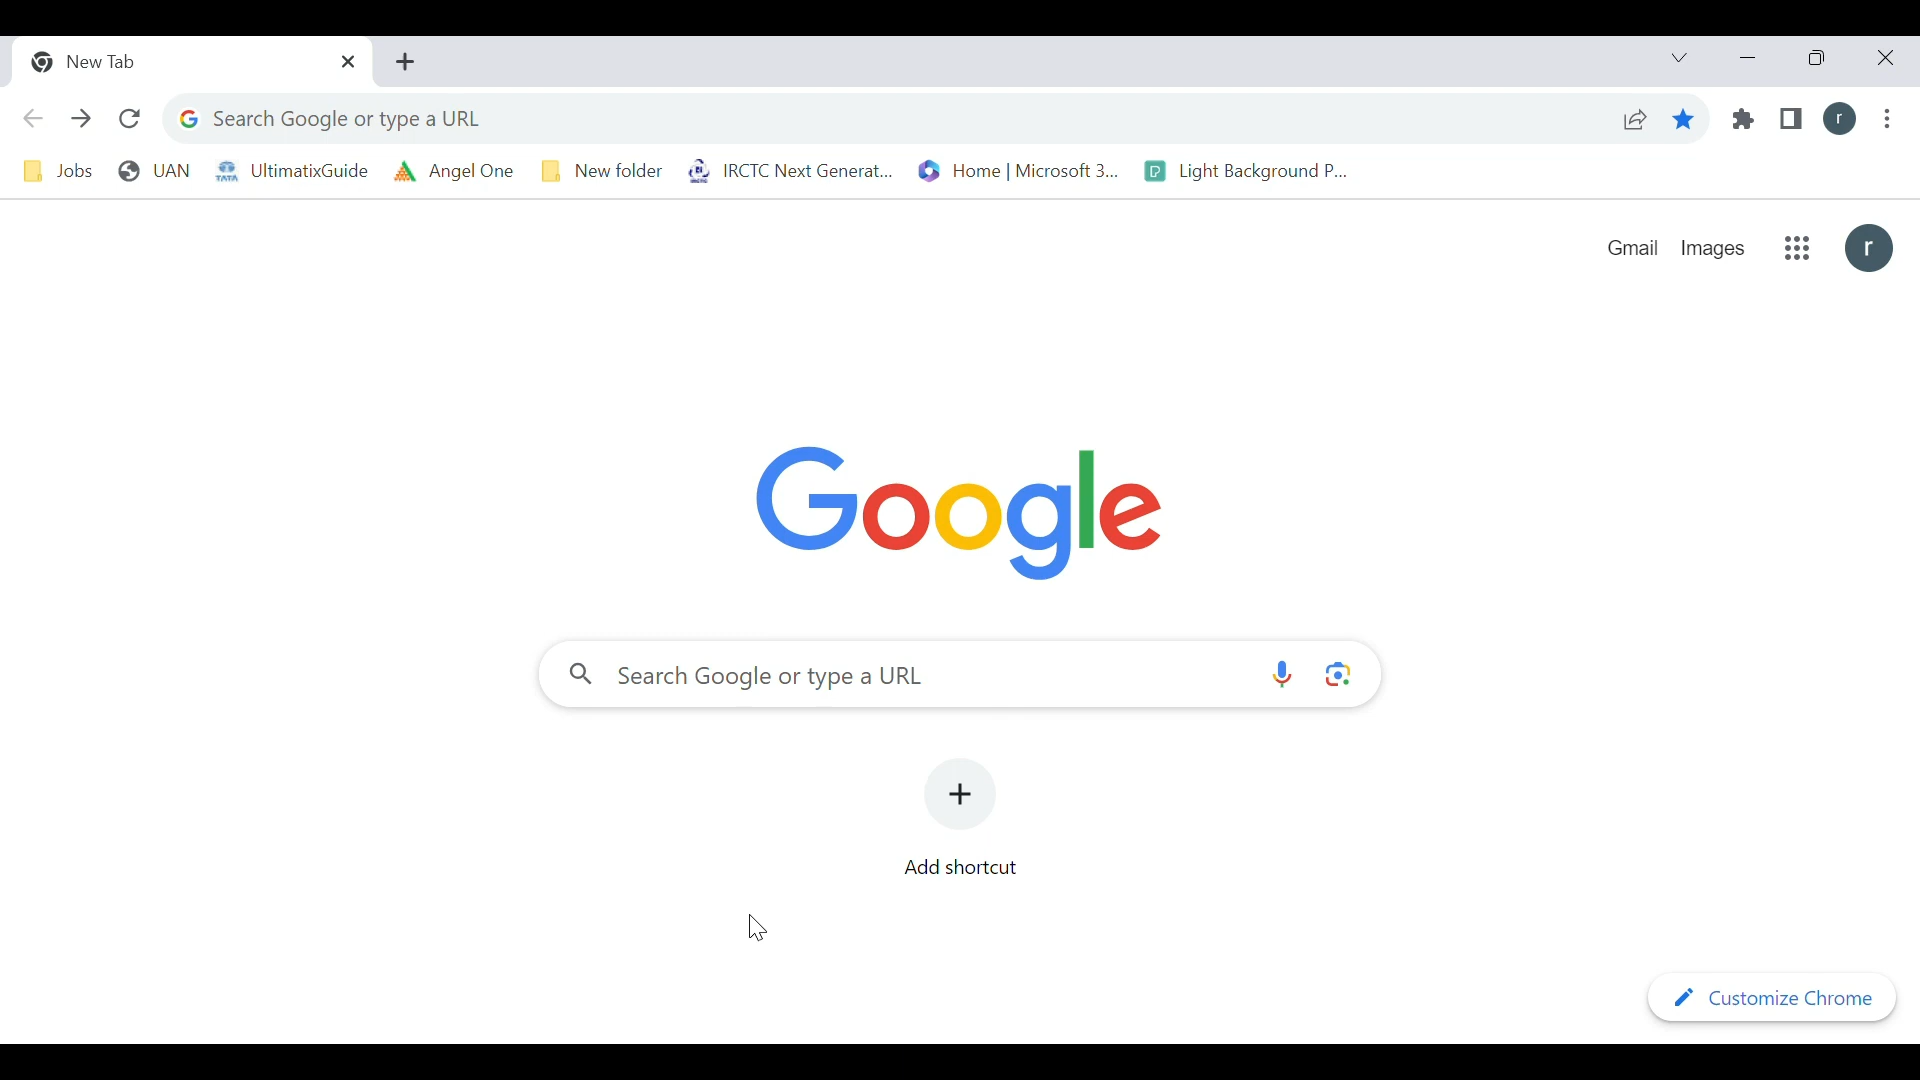 New Tab
Search Google or type a URL
r
Jobs UAN TATA UltimatixGuide Angel One New folder IRCTC Next Generat... Home | Microsoft 3... P Light Background P...
Gmail Images r
Google
Search Google or type a URL
Add shortcut
Customize Chrome